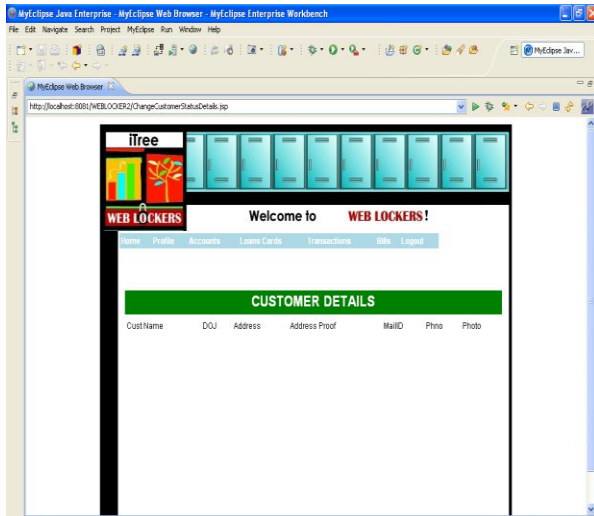 MyEclipse Java Enterprise - MyEclipse Web Browser - MyEclipse Enterprise Workbench
File Edit Navigate Search Project MyEclipse Run Window Help
MyEclipse Jav...
MyEclipse Web Browser
http://localhost:8081/WEBLOCKER2/ChangeCustomerStatusDetails.jsp
iTree
WEB LOCKERS
Welcome to WEB LOCKERS!
Home Profile Accounts Loans Cards Transactions Bills Logout
CUSTOMER DETAILS
Cust Name DOJ Address Address Proof MailID Phno Photo